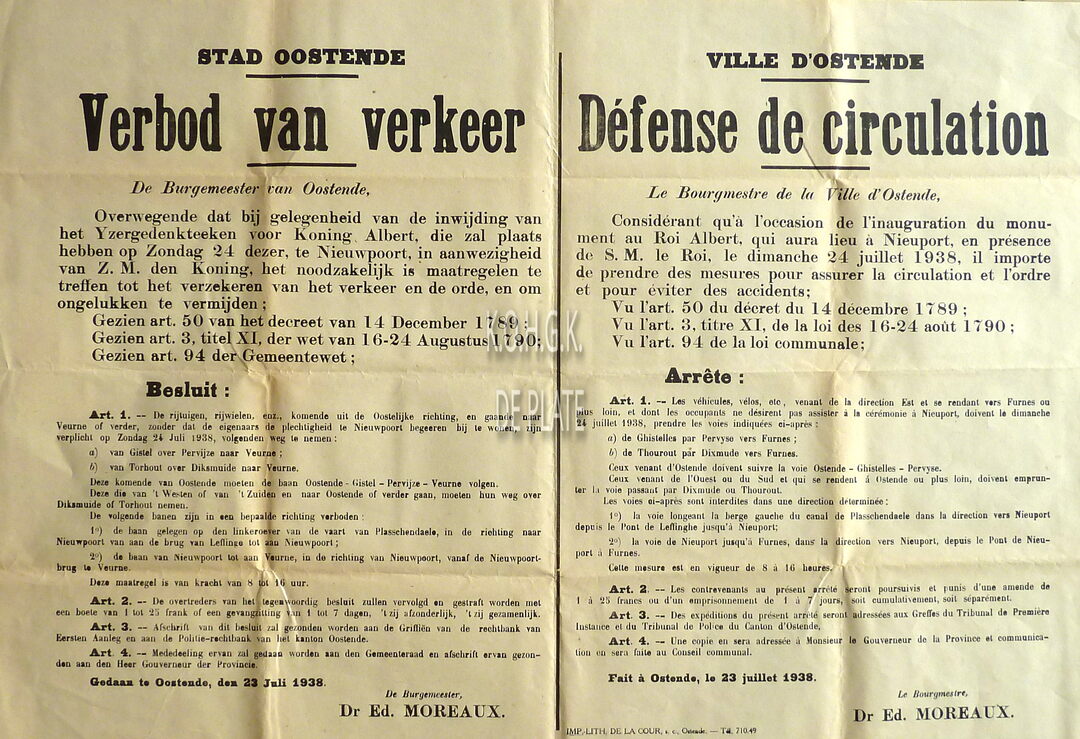 STAD OOSTENDE
Verbod van verkeer
De Burgemeester van Oostende,
Overwegende dat bij gelegenheid van de inwijding van
het Yzergedenkteeken voor Koning Albert, die zal plaats
hebben op Zondag 24 dezer, te Nieuwpoort, in aanwezigheid
van Z. M. den Koning, het noodzakelijk is maatregelen te
treffen tot het verzekeren van het verkeer en de orde, en om
ongelukken te vermijden ;
Gezien art. 50 van het decreet van 14 December 1789 ;
Gezien art. 3, titel XI, der wet van 16-24 Augustus 1790;
Gezien art. 94 der Gemeentewet ;
Besluit :
Art. 1. — De rijtuigen, rijwielen, enz., komende uit de Oostelijke richting, en gaande naar
Veurne of verder, zonder dat de eigenaars de plechtigheid te Nieuwpoort begeeren bij te wonen, zijn
verplicht op Zondag 24 Juli 1938, volgenden weg te nemen :
a) van Gistel over Pervijze naar Veurne ;
b) van Torhout over Diksmuide naar Veurne.
Deze komende van Oostende moeten de baan Oostende - Gistel - Pervijze - Veurne volgen.
Deze die van 't Westen of van 't Zuiden en naar Oostende of verder gaan, moeten hun weg over
Diksmuide of Torhout nemen.
De volgende banen zijn in een bepaalde richting verboden :
1°) de baan gelegen op den linkeroever van de vaart van Plasschendaele, in de richting naar
Nieuwpoort van aan de brug van Leffinge tot aan Nieuwpoort ;
2°) de baan van Nieuwpoort tot aan Veurne, in de richting van Nieuwpoort, vanaf de Nieuwpoort-
brug te Veurne.
Deze maatregel is van kracht van 8 tot 16 uur.
Art. 2. — De overtreders van het tegenwoordig besluit zullen vervolgd en gestraft worden met
een boete van 1 tot 25 frank of een gevangzitting van 1 tot 7 dagen, 't zij afzonderlijk, 't zij gezamenlijk.
Art. 3. — Afschrift van dit besluit zal gezonden worden aan de Griffiën van de rechtbank van
Eersten Aanleg en aan de Politie-rechtbank van het kanton Oostende.
Art. 4. — Mededeeling ervan zal gedaan worden aan den Gemeenteraad en afschrift ervan gezon-
den aan den Heer Gouverneur der Provincie.
Gedaan te Oostende, den 23 Juli 1938.
De Burgemeester,
Dr Ed. MOREAUX.
VILLE D'OSTENDE
Défense de circulation
Le Bourgmestre de la Ville d'Ostende,
Considérant qu'à l'occasion de l'inauguration du monu-
ment au Roi Albert, qui aura lieu à Nieuport, en présence
de S. M. le Roi, le dimanche 24 juillet 1938, il importe
de prendre des mesures pour assurer la circulation et l'ordre
et pour éviter des accidents;
Vu l'art. 50 du décret du 14 décembre 1789 ;
Vu l'art. 3, titre XI, de la loi des 16-24 août 1790 ;
Vu l'art. 94 de la loi communale;
Arrête :
Art. 1. — Les véhicules, vélos, etc, venant de la direction Est et se rendant vers Furnes ou
plus loin, et dont les occupants ne désirent pas assister à la cérémonie à Nieuport, doivent le dimanche
24 juillet 1938, prendre les voies indiquées ci-après :
a) de Ghistelles par Pervyse vers Furnes ;
b) de Thourout par Dixmude vers Furnes.
Ceux venant d'Ostende doivent suivre la voie Ostende - Ghistelles - Pervyse.
Ceux venant de l'Ouest ou du Sud et qui se rendent à Ostende ou plus loin, doivent emprun-
ter la voie passant par Dixmude ou Thourout.
Les voies ci-après sont interdites dans une direction déterminée :
1°) la voie longeant la berge gauche du canal de Plasschendaele dans la direction vers Nieuport
depuis le Pont de Leffinghe jusqu'à Nieuport;
2°) la voie de Nieuport jusqu'à Furnes, dans la direction vers Nieuport, depuis le Pont de Nieu-
port à Furnes.
Cette mesure est en vigueur de 8 à 16 heures.
Art. 2. — Les contrevenants au présent arrêté seront poursuivis et punis d'une amende de
1 à 25 francs ou d'un emprisonnement de 1 à 7 jours, soit cumulativement, soit séparément.
Art. 3. — Des expéditions du présent arrêté seront adressées aux Greffes du Tribunal de Première
Instance et du Tribunal de Police du Canton d'Ostende,
Art. 4. — Une copie en sera adressée à Monsieur le Gouverneur de la Province et communica-
tion en sera faite au Conseil communal.
Fait à Ostende, le 23 juillet 1938.
Le Bourgmestre,
Dr Ed. MOREAUX.
IMP.-LITH. DE LA COUR, s. c., Ostende. — Tél. 710.49
K.O.H.G.K.
DE PLATE